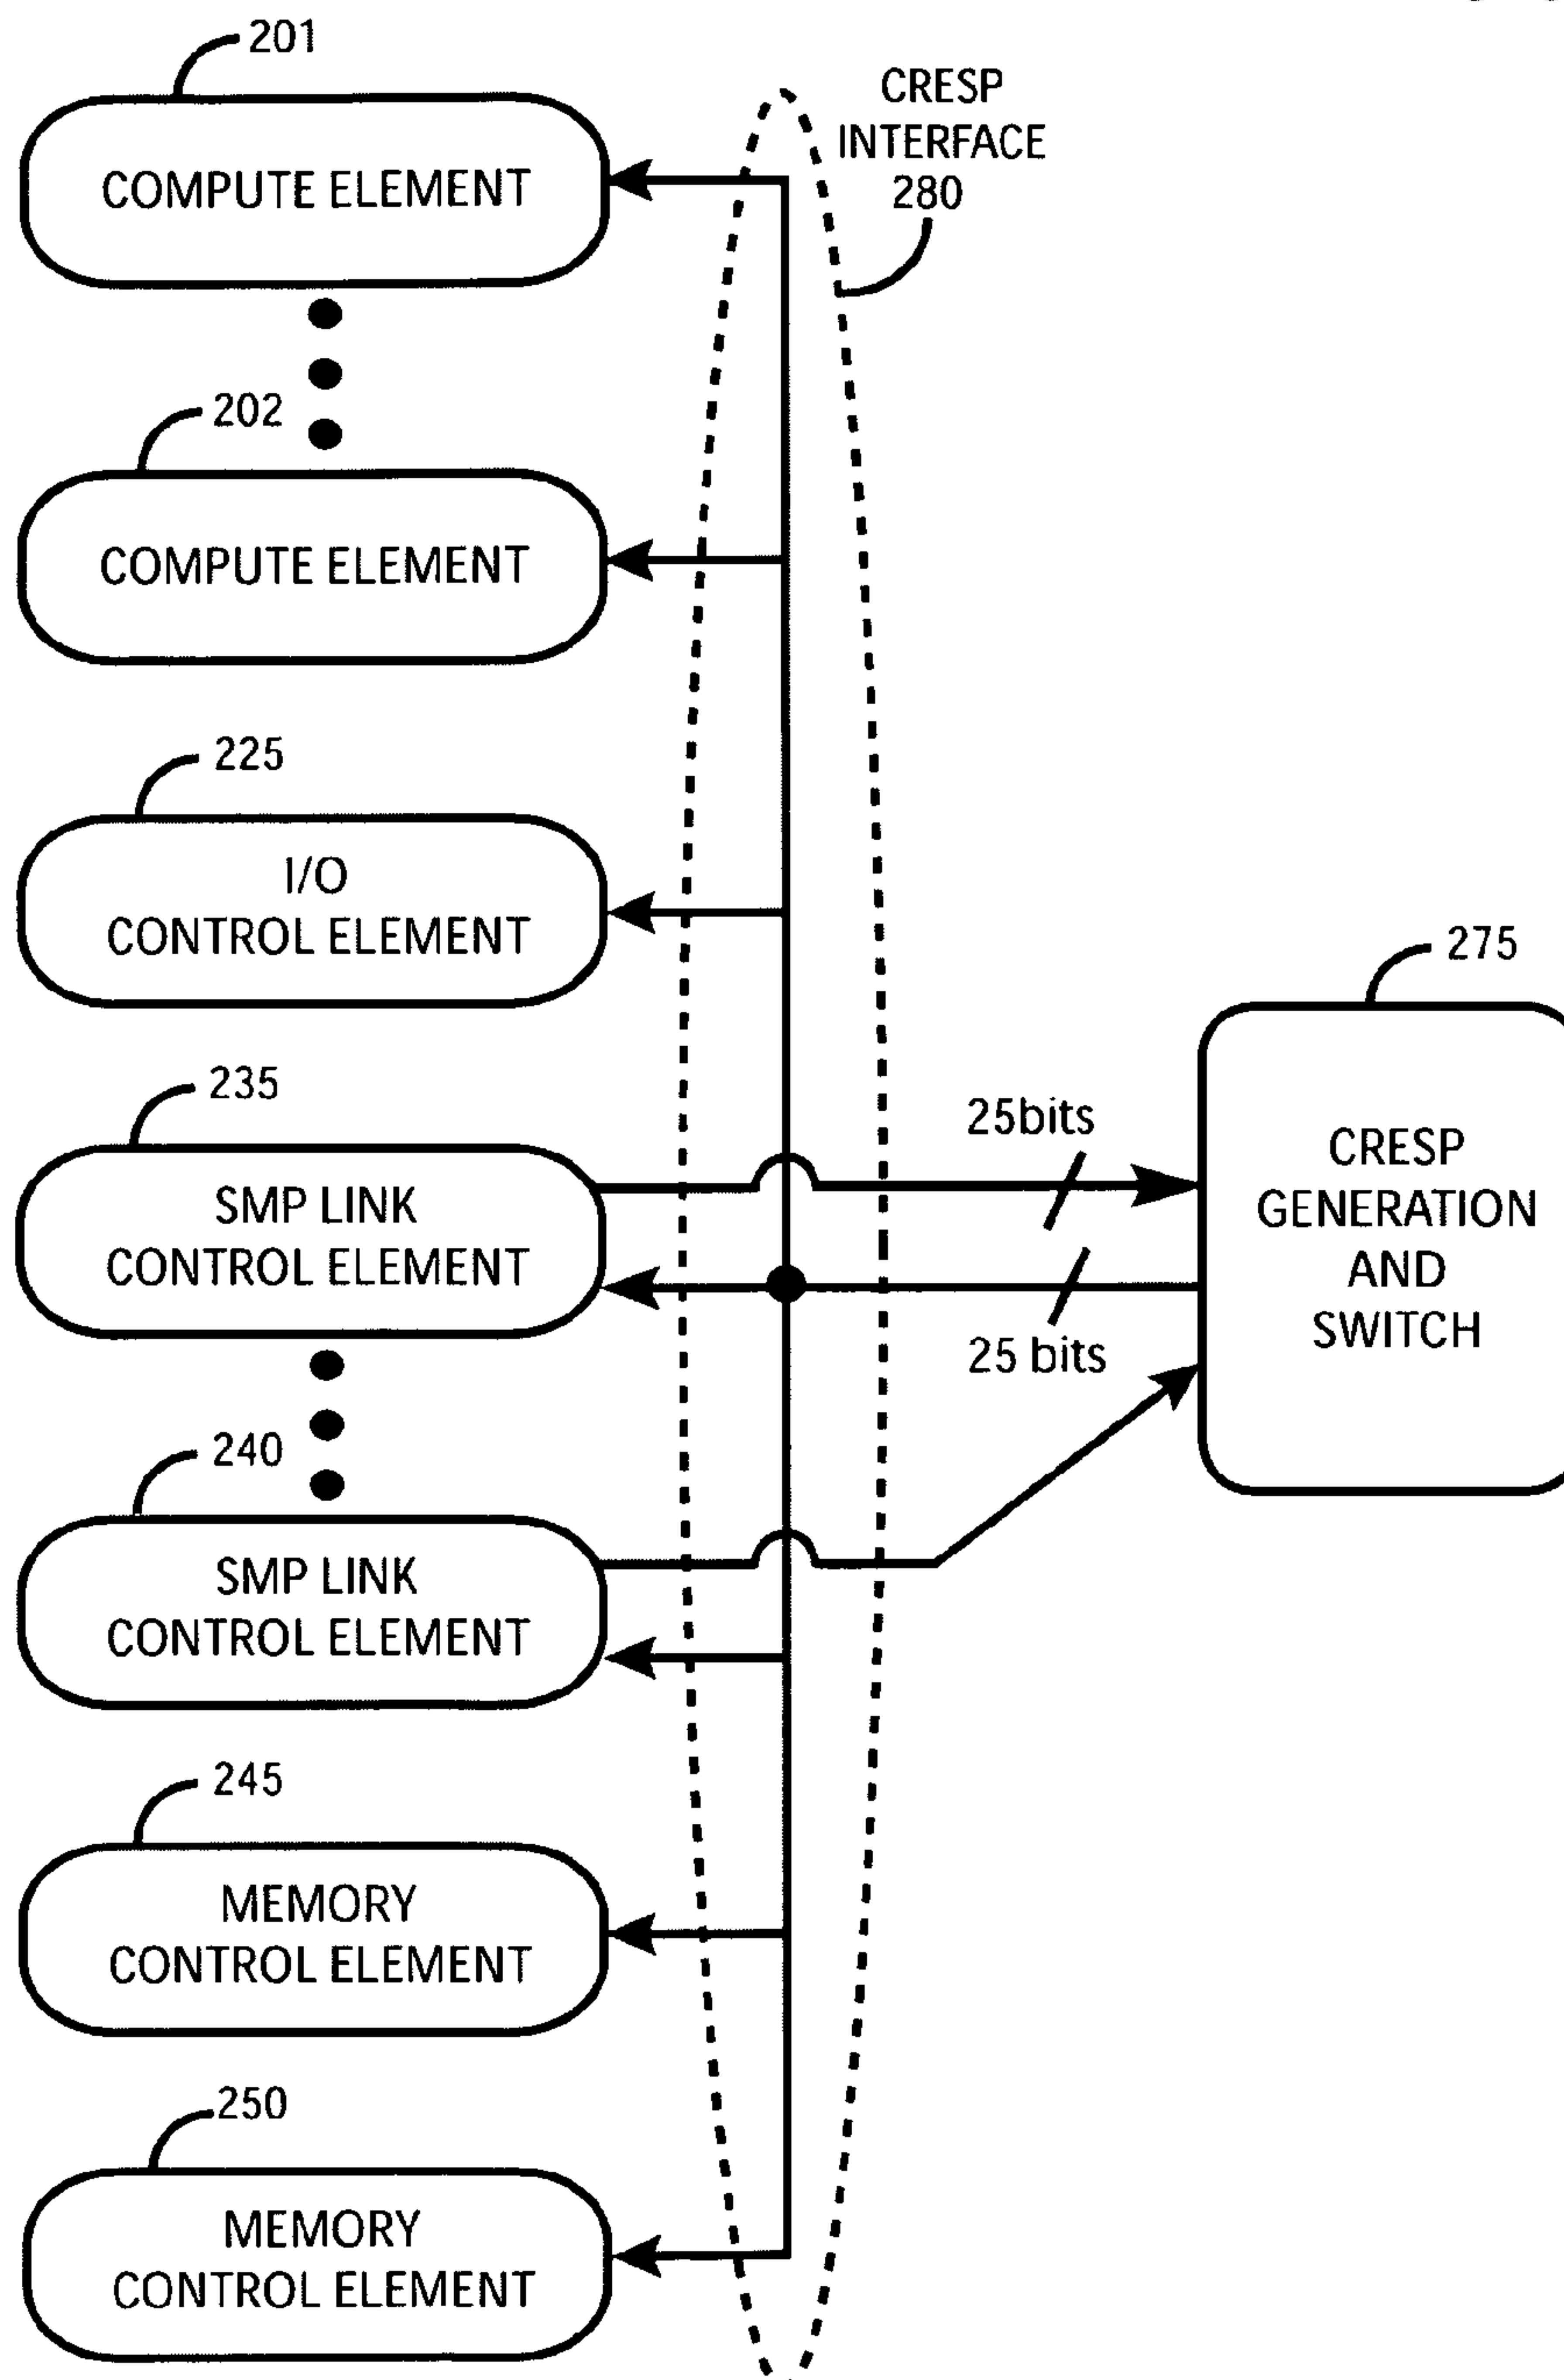 201
COMPUTE ELEMENT
CRESP
INTERFACE
280
202
COMPUTE ELEMENT
225
I/O
CONTROL ELEMENT
275
235
SMP LINK
CONTROL ELEMENT
25bits
25 bits
CRESP
GENERATION
AND
SWITCH
240
SMP LINK
CONTROL ELEMENT
245
MEMORY
CONTROL ELEMENT
250
MEMORY
CONTROL ELEMENT